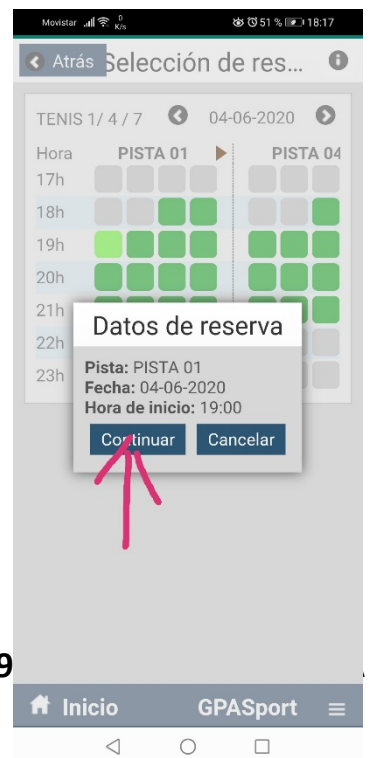 Movistar 0 K/s 51 % 18:17
Atrás Selección de res...
TENIS 1/ 4 / 7 04-06-2020
Hora PISTA 01 PISTA 04
17h
18h
19h
20h
21h
22h
23h
Datos de reserva
Pista: PISTA 01
Fecha: 04-06-2020
Hora de inicio: 19:00
Continuar Cancelar
9
Inicio GPASport